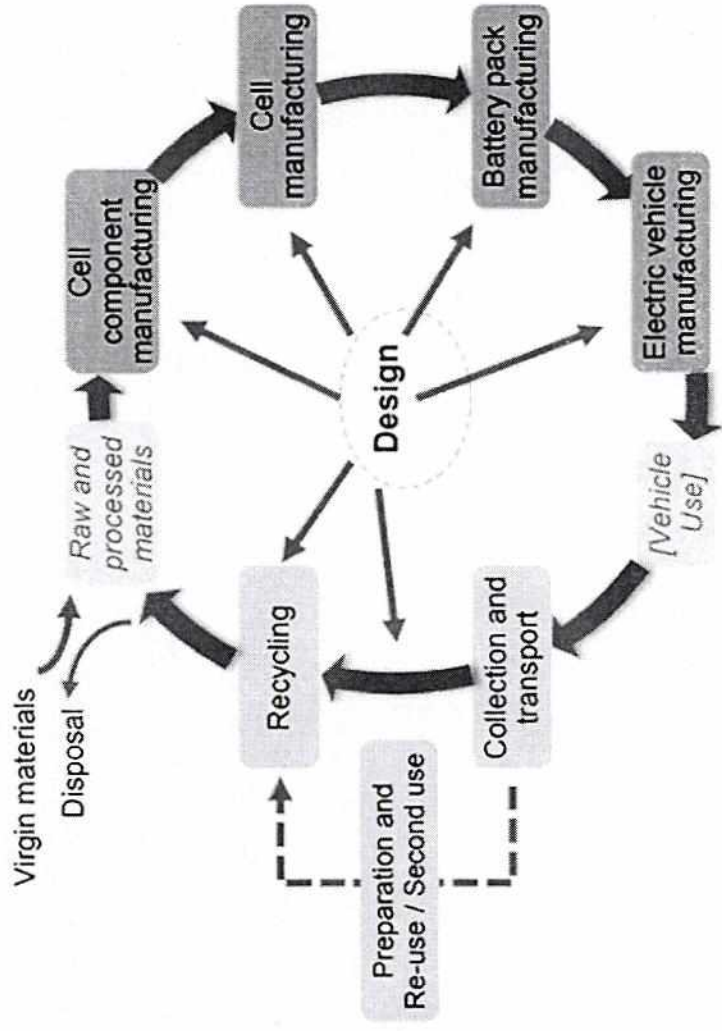 Virgin materials
Disposal
Raw and
processed
materials
Cell
component
manufacturing
Cell
manufacturing
Battery pack
manufacturing
Electric vehicle
manufacturing
[Vehicle
Use]
Collection and
transport
Preparation and
Re-use / Second use
Recycling
Design